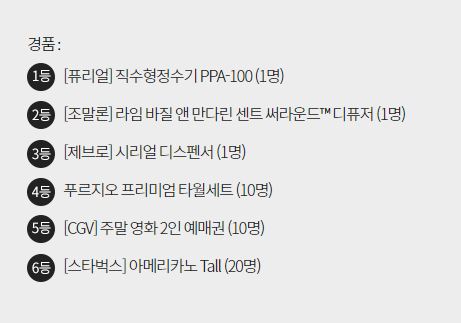 경품 :
1등 [퓨리얼] 직수형정수기 PPA-100 (1명)
2등 [조말론] 라임 바질 앤 만다린 센트 써라운드™ 디퓨저 (1명)
3등 [제브로] 시리얼 디스펜서 (1명)
4등 푸르지오 프리미엄 타월세트 (10명)
5등 [CGV] 주말 영화 2인 예매권 (10명)
6등 [스타벅스] 아메리카노 Tall (20명)